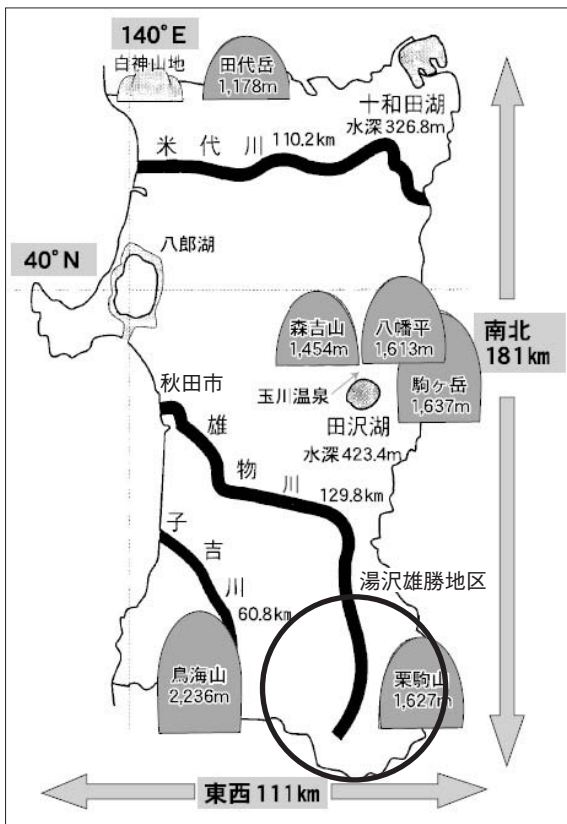 140°E
白神山地
田代岳
1,178m
十和田湖
水深326.8m
米代川
110.2km
八郎湖
40°N
森吉山
1,454m
八幡平
1,613m
駒ヶ岳
1,637m
南北
181km
玉川温泉
田沢湖
水深423.4m
秋田市
雄物川
129.8km
子吉川
60.8km
湯沢雄勝地区
鳥海山
2,236m
栗駒山
1,627m
東西111km